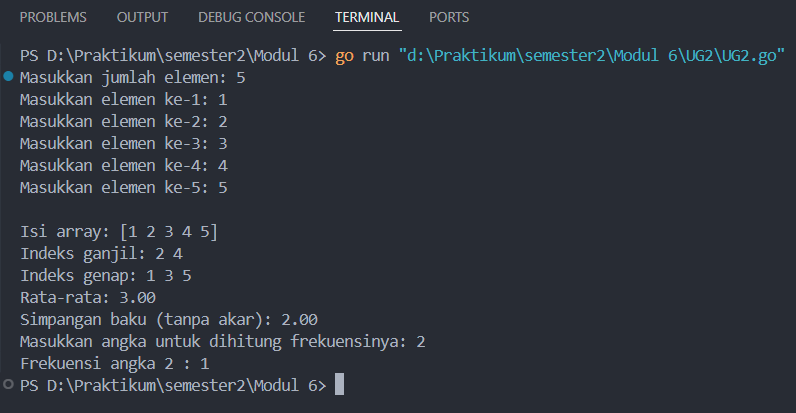 PROBLEMS OUTPUT DEBUG CONSOLE TERMINAL PORTS
PS D:\Praktikum\semester2\Modul 6> go run "d:\Praktikum\semester2\Modul 6\UG2\UG2.go"
Masukkan jumlah elemen: 5
Masukkan elemen ke-1: 1
Masukkan elemen ke-2: 2
Masukkan elemen ke-3: 3
Masukkan elemen ke-4: 4
Masukkan elemen ke-5: 5
Isi array: [1 2 3 4 5]
Indeks ganjil: 2 4
Indeks genap: 1 3 5
Rata-rata: 3.00
Simpangan baku (tanpa akar): 2.00
Masukkan angka untuk dihitung frekuensinya: 2
Frekuensi angka 2 : 1
PS D:\Praktikum\semester2\Modul 6>